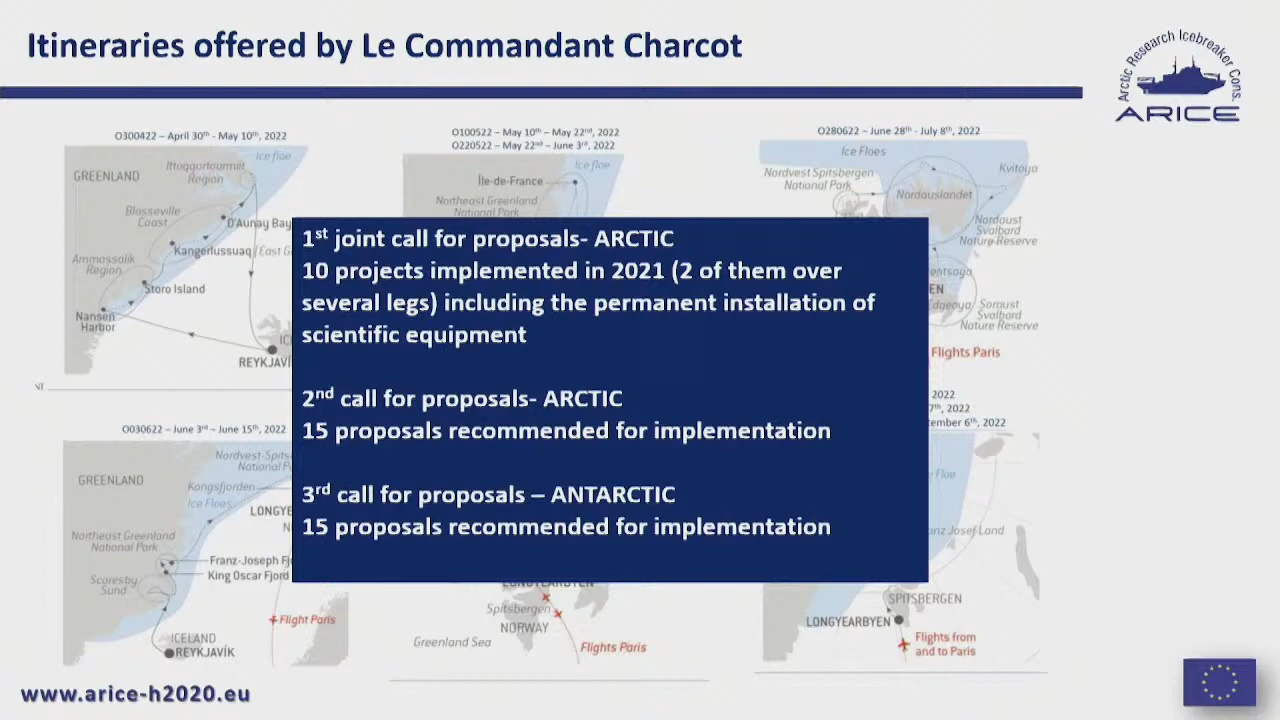 Itineraries offered by Le Commandant Charcot
Arctic Research Icebreaker Cons.
ARICE
O300422 – April 30th - May 10th, 2022
GREENLAND
Ittoqqortoormiit
Region
Ice floe
Blosseville
Coast
D'Aunay Bay
Kangerlussuaq / East G
Ammassalik
Region
Storo Island
Nansen
Harbor
REYKJAVÍ
O100522 – May 10th – May 22nd, 2022
O220522 – May 22nd – June 3rd, 2022
Ice floe
Île-de-France
Northeast Greenland
National Park
O280622 – June 28th - July 8th, 2022
Ice Floes
Nordvest Spitsbergen
National Park
Kvitoya
Nordauslandet
Nordaust
Svalbard
Nature Reserve
entsoya
EN
Edgeoya
Soraust
Svalbard
Nature Reserve
Flights Paris
1st joint call for proposals- ARCTIC
10 projects implemented in 2021 (2 of them over
several legs) including the permanent installation of
scientific equipment
2nd call for proposals- ARCTIC
15 proposals recommended for implementation
3rd call for proposals – ANTARCTIC
15 proposals recommended for implementation
O030622 – June 3rd – June 15th, 2022
GREENLAND
Nordvest-Spits
National P
Kongsfjorden
Ice Floes
LONGYE
Northeast Greenland
National Park
Franz-Joseph Fj
King Oscar Fjord
Scoresby
Sund
Flight Paris
ICELAND
REYKJAVÍK
LONGYEARBYEN
Spitsbergen
NORWAY
Greenland Sea
Flights Paris
2022
7th, 2022
tember 6th, 2022
e Floe
anz Josef Land
SPITSBERGEN
LONGYEARBYEN
Flights from
and to Paris
www.arice-h2020.eu